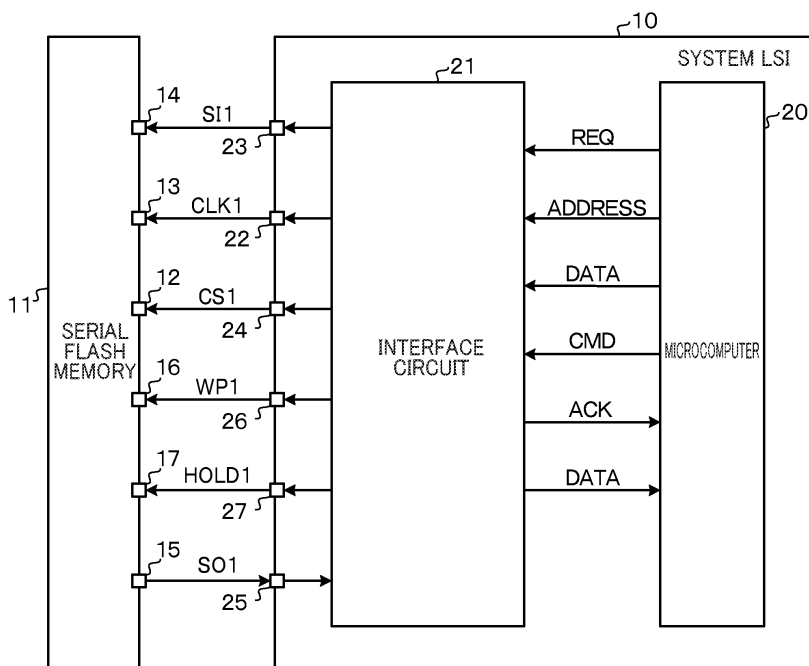 10
SYSTEM LSI
21
20
14
SI1
23
REQ
13
CLK1
22
ADDRESS
11
12
CS1
24
DATA
SERIAL
FLASH
MEMORY
INTERFACE
CIRCUIT
CMD
MICROCOMPUTER
16
WP1
26
ACK
17
HOLD1
27
DATA
15
SO1
25